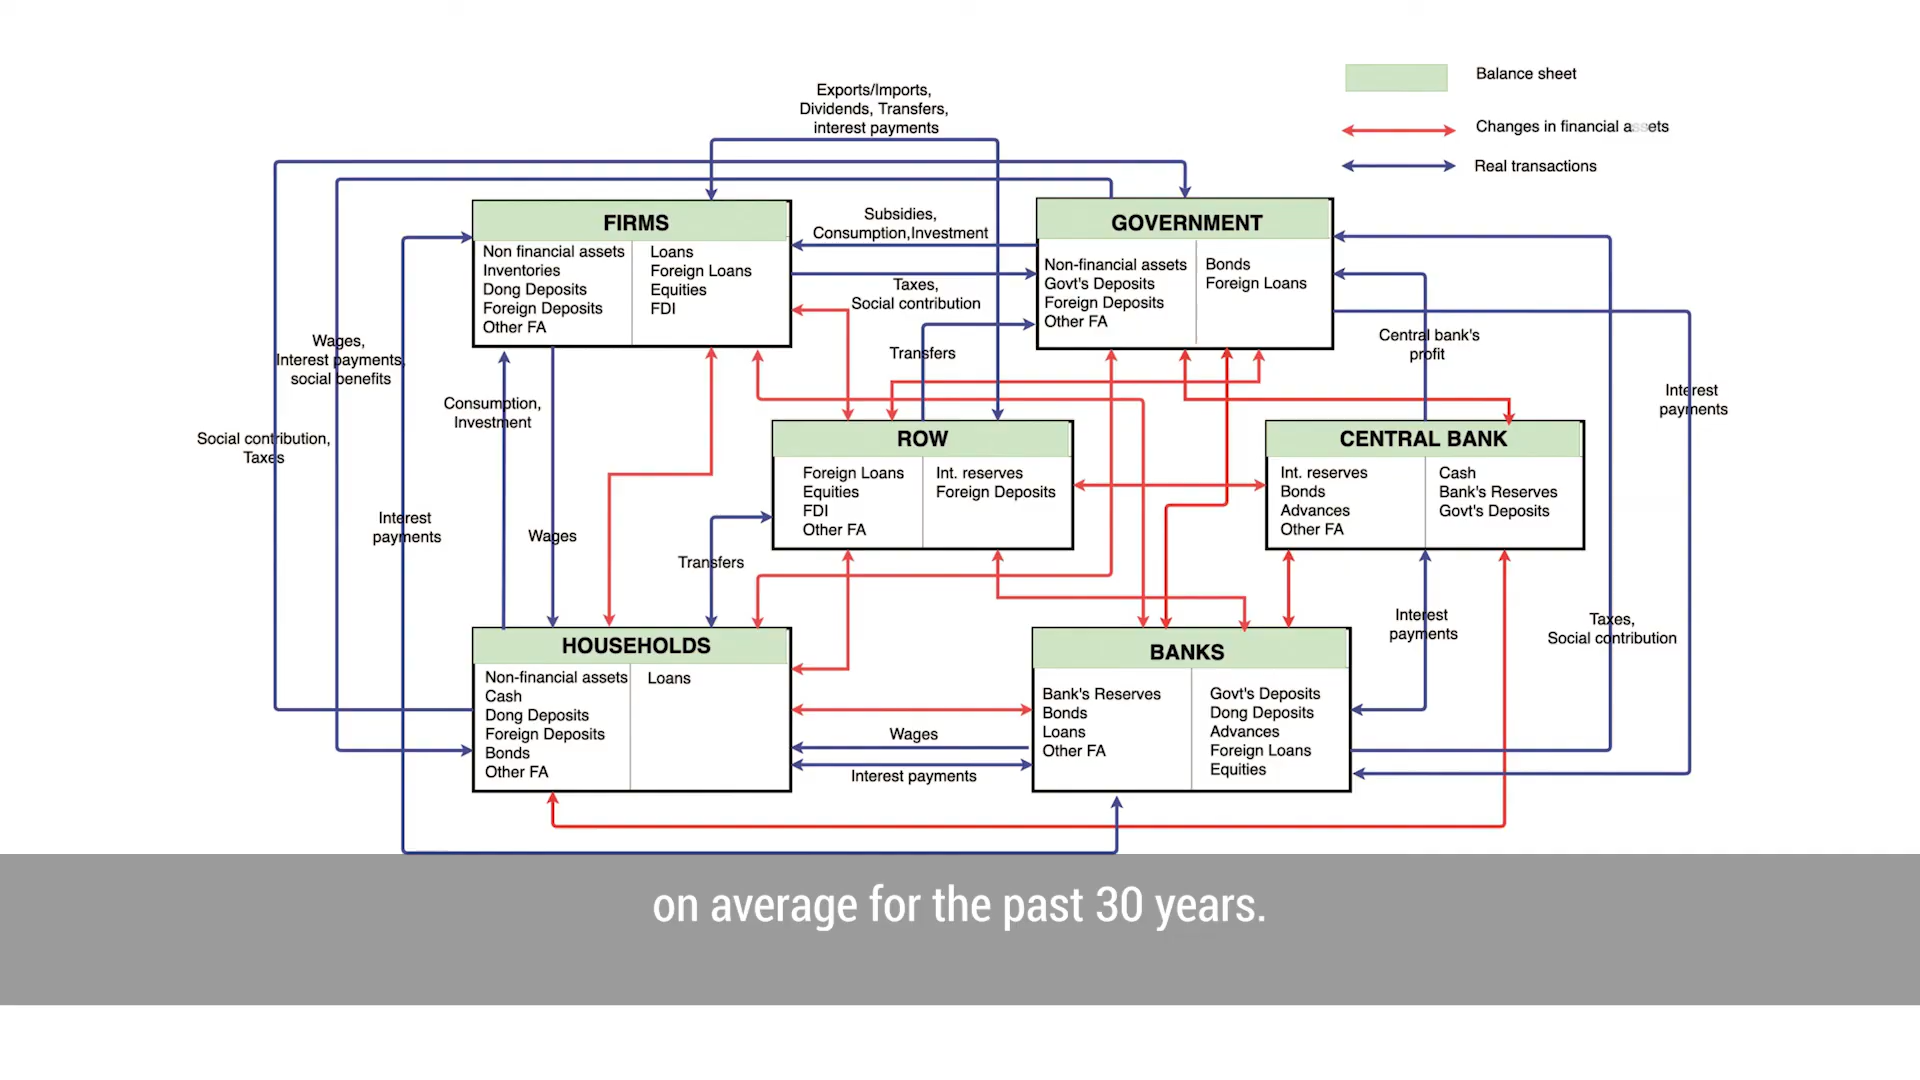 Balance sheet
Changes in financial assets
Real transactions
Exports/Imports,
Dividends, Transfers,
interest payments
FIRMS
Non financial assets
Inventories
Dong Deposits
Foreign Deposits
Other FA
Loans
Foreign Loans
Equities
FDI
Subsidies,
Consumption,Investment
Taxes,
Social contribution
GOVERNMENT
Non-financial assets
Govt's Deposits
Foreign Deposits
Other FA
Bonds
Foreign Loans
Wages,
Interest payments,
social benefits
Consumption,
Investment
Social contribution,
Taxes
Interest
payments
Wages
Transfers
Transfers
Central bank's
profit
Interest
payments
ROW
Foreign Loans
Equities
FDI
Other FA
Int. reserves
Foreign Deposits
CENTRAL BANK
Int. reserves
Bonds
Advances
Other FA
Cash
Bank's Reserves
Govt's Deposits
Interest
payments
Taxes,
Social contribution
HOUSEHOLDS
Non-financial assets
Cash
Dong Deposits
Foreign Deposits
Bonds
Other FA
Loans
Wages
Interest payments
BANKS
Bank's Reserves
Bonds
Loans
Other FA
Govt's Deposits
Dong Deposits
Advances
Foreign Loans
Equities
on average for the past 30 years.